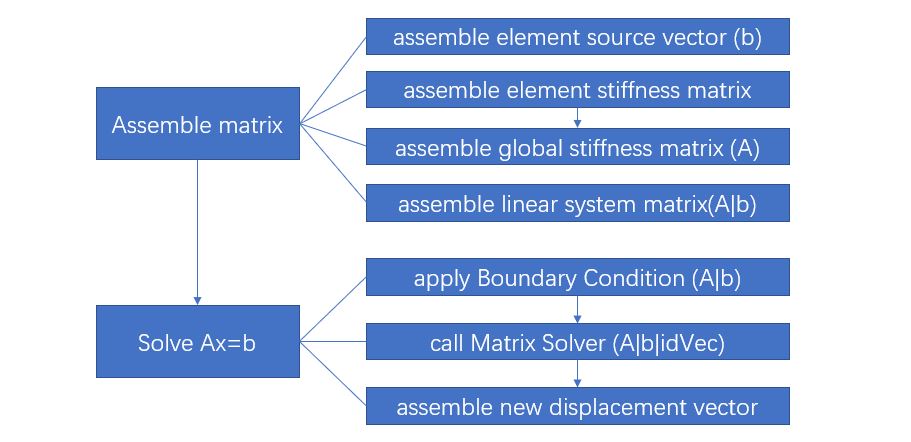 assemble element source vector (b)
assemble element stiffness matrix
Assemble matrix
assemble global stiffness matrix (A)
assemble linear system matrix(A|b)
apply Boundary Condition (A|b)
Solve Ax=b
call Matrix Solver (A|b|idVec)
assemble new displacement vector